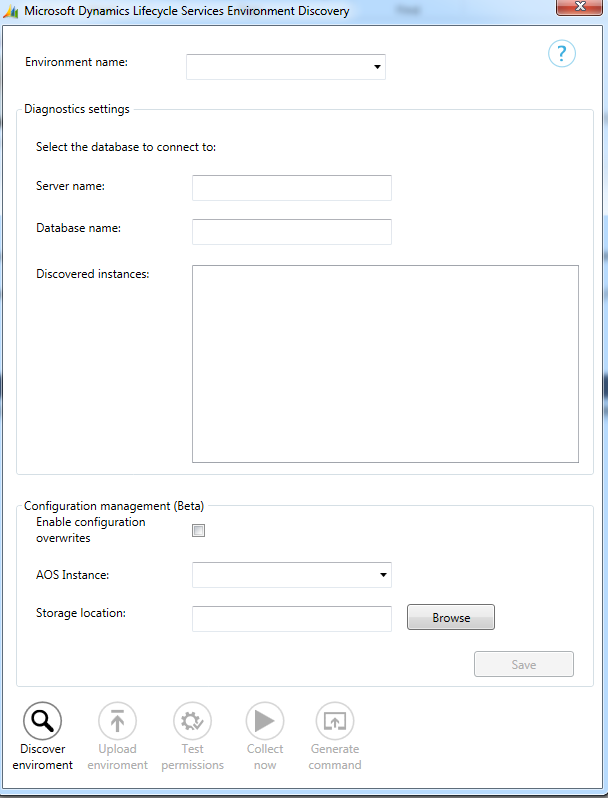 Microsoft Dynamics Lifecycle Services Environment Discovery
Environment name:
?
Diagnostics settings
Select the database to connect to:
Server name:
Database name:
Discovered instances:
Configuration management (Beta)
Enable configuration
overwrites
AOS Instance:
Storage location:
Browse
Save
Discover
enviroment
Upload
enviroment
Test
permissions
Collect
now
Generate
command